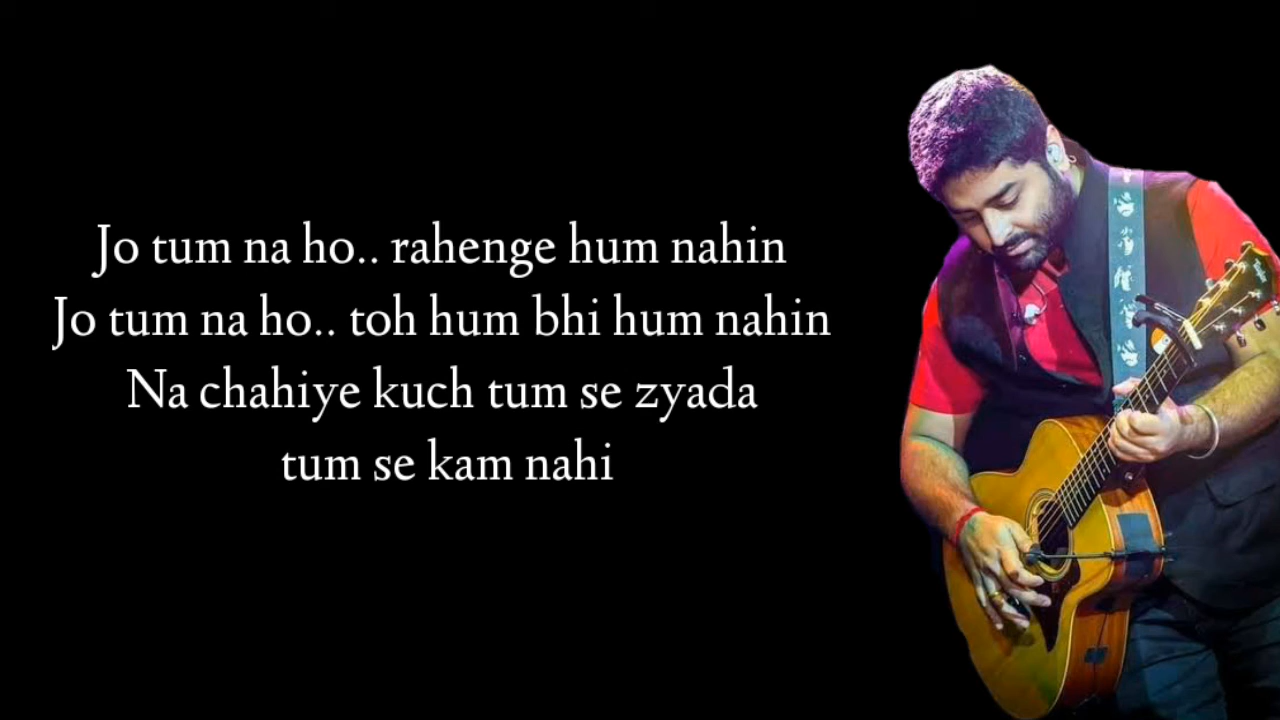 Jo tum na ho.. rahenge hum nahin
Jo tum na ho.. toh hum bhi hum nahin
Na chahiye kuch tum se zyada
tum se kam nahi